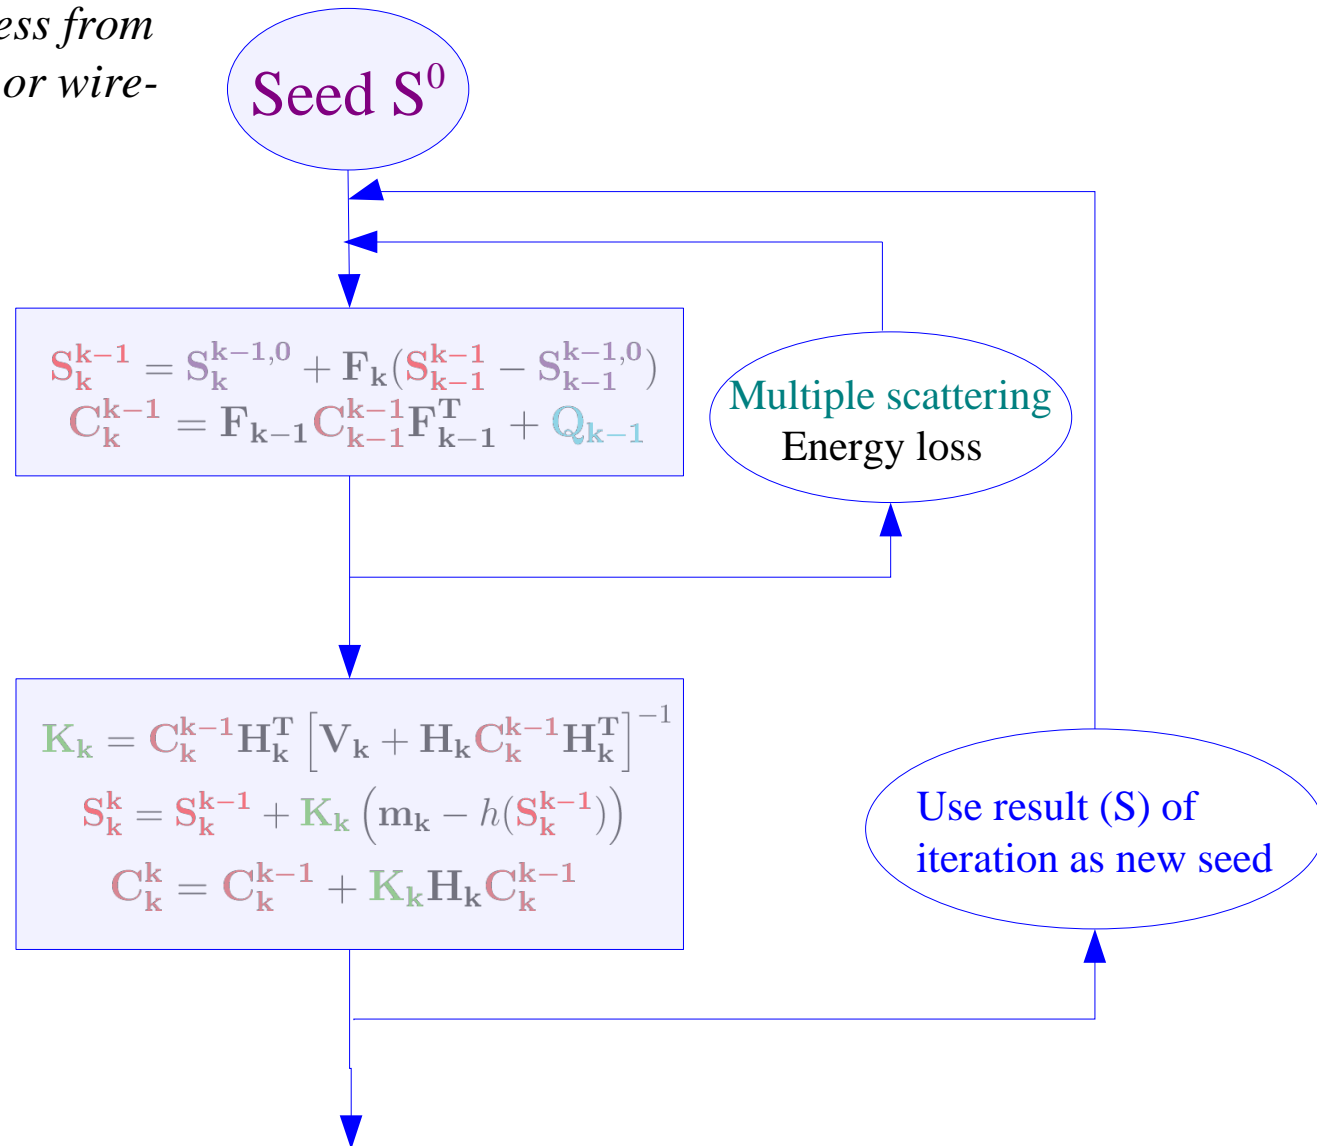 ess from
or wire-
Seed S^0
S_k^{k−1} = S_k^{k−1,0} + F_k(S_{k−1}^{k−1} − S_{k−1}^{k−1,0})
C_k^{k−1} = F_{k−1}C_{k−1}^{k−1}F_{k−1}^T + Q_{k−1}
Multiple scattering
Energy loss
K_k = C_k^{k−1}H_k^T [V_k + H_kC_k^{k−1}H_k^T]^{−1}
S_k^k = S_k^{k−1} + K_k (m_k − h(S_k^{k−1}))
C_k^k = C_k^{k−1} + K_kH_kC_k^{k−1}
Use result (S) of
iteration as new seed